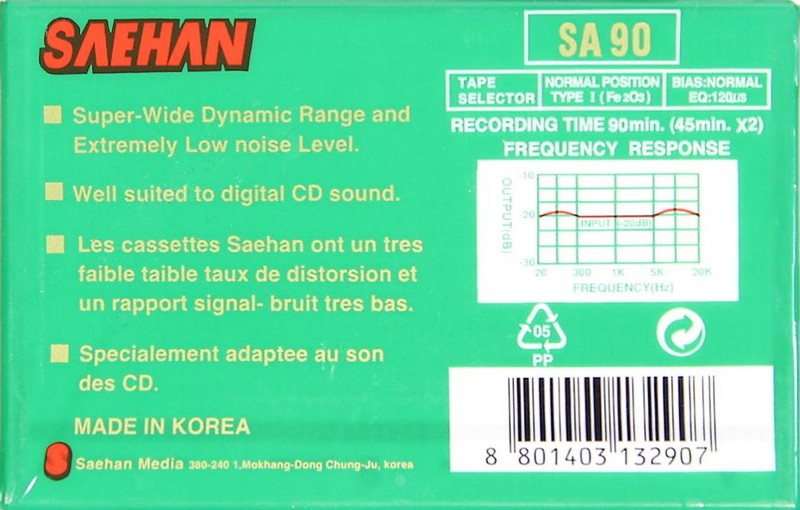 SAEHAN
Super-Wide Dynamic Range and
Extremely Low noise Level.
Well suited to digital CD sound.
Les cassettes Saehan ont un tres
faible taible taux de distorsion et
un rapport signal- bruit tres bas.
Specialement adaptee au son
des CD.
MADE IN KOREA
Saehan Media 380-240 1,Mokhang-Dong Chung-Ju, korea
SA 90
TAPE
SELECTOR
NORMAL POSITION
TYPE I (Fe2O3)
BIAS:NORMAL
EQ:120µs
RECORDING TIME 90min. (45min. X2)
FREQUENCY RESPONSE
OUTPUT(dB)
-10
-20
-30
INPUT (-20dB)
20 300 1K 5K 20K
FREQUENCY(Hz)
05
PP
8 801403 132907